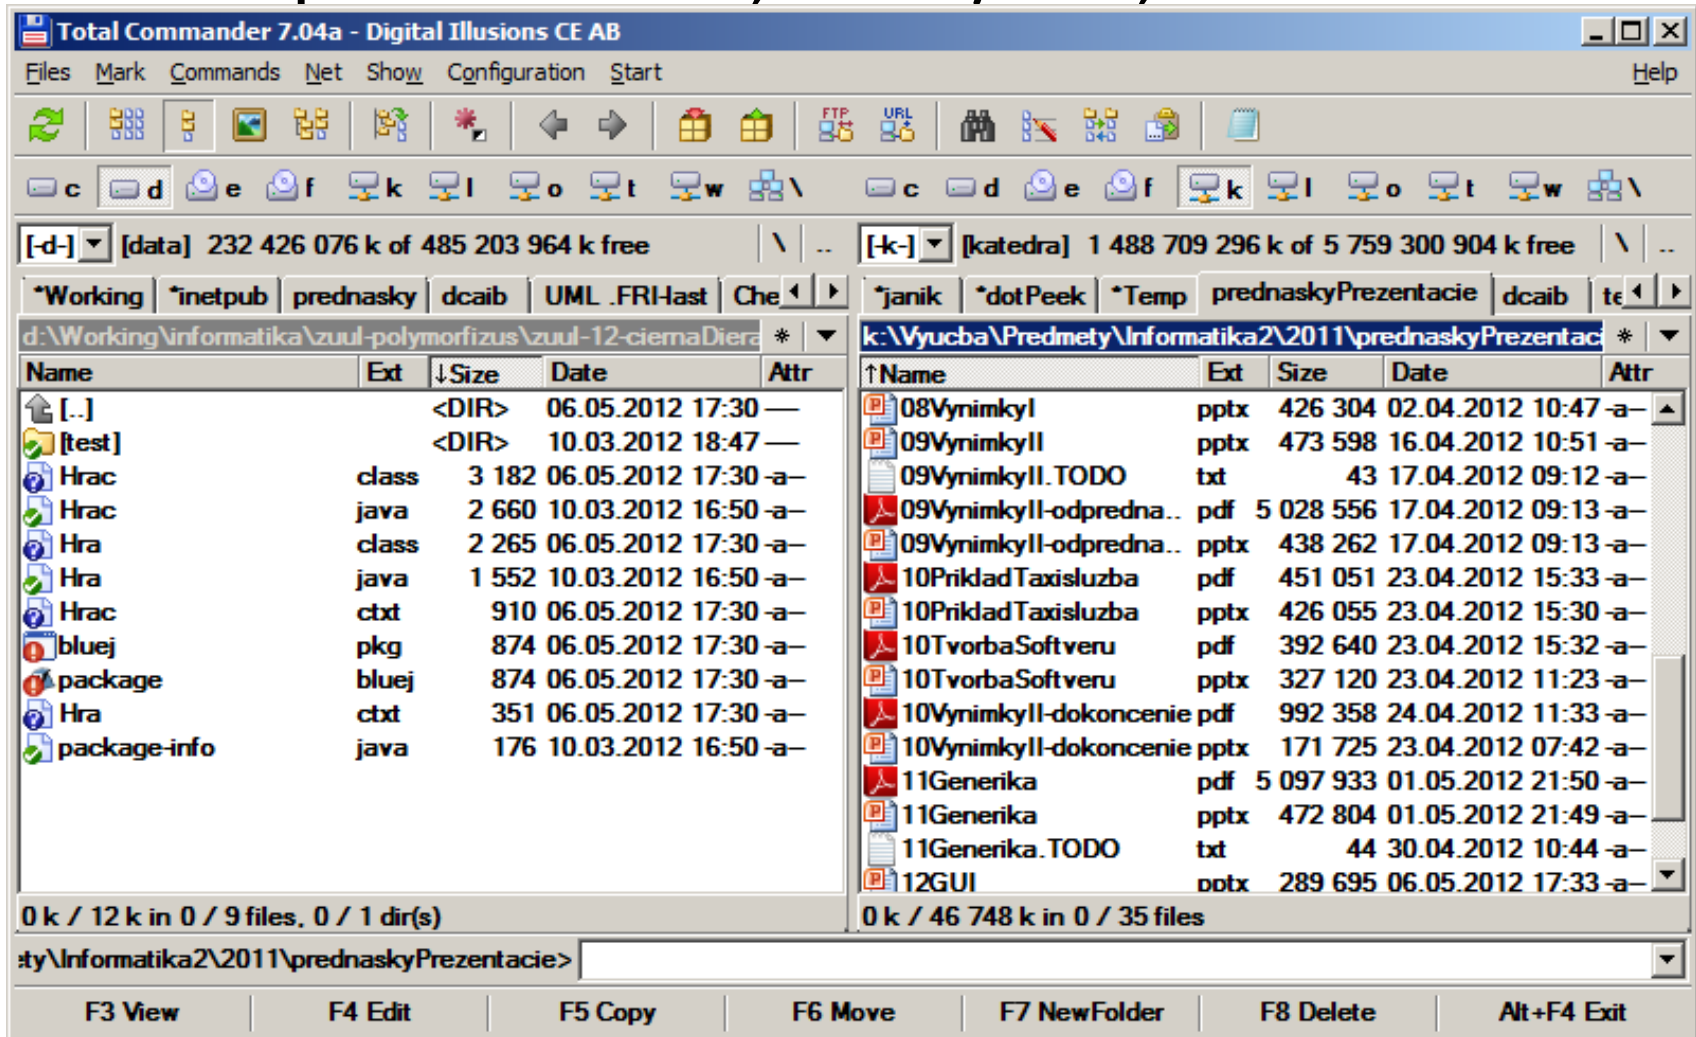 Total Commander 7.04a - Digital Illusions CE AB
Files Mark Commands Net Show Configuration Start Help
FTP URL
c d e f k l o t w \ c d e f k l o t w \
[-d-] [data] 232 426 076 k of 485 203 964 k free \ .. [-k-] [katedra] 1 488 709 296 k of 5 759 300 904 k free \ ..
*Working *inetpub prednasky dcaib UML .FRI-last Che *janik *dotPeek *Temp prednaskyPrezentacie dcaib te
d:\Working\informatika\zuul-polymorfizus\zuul-12-ciernaDiera * k:\Vyucba\Predmety\Informatika2\2011\prednaskyPrezentaci *
Name Ext ↓Size Date Attr ↑Name Ext Size Date Attr
[..] <DIR> 06.05.2012 17:30 ---- 08VynimkyI pptx 426 304 02.04.2012 10:47 -a--
[test] <DIR> 10.03.2012 18:47 ---- 09VynimkyII pptx 473 598 16.04.2012 10:51 -a--
Hrac class 3 182 06.05.2012 17:30 -a-- 09VynimkyII.TODO txt 43 17.04.2012 09:12 -a--
Hrac java 2 660 10.03.2012 16:50 -a-- 09VynimkyII-odpredna.. pdf 5 028 556 17.04.2012 09:13 -a--
Hra class 2 265 06.05.2012 17:30 -a-- 09VynimkyII-odpredna.. pptx 438 262 17.04.2012 09:13 -a--
Hra java 1 552 10.03.2012 16:50 -a-- 10PrikladTaxisluzba pdf 451 051 23.04.2012 15:33 -a--
Hrac ctxt 910 06.05.2012 17:30 -a-- 10PrikladTaxisluzba pptx 426 055 23.04.2012 15:30 -a--
bluej pkg 874 06.05.2012 17:30 -a-- 10TvorbaSoftveru pdf 392 640 23.04.2012 15:32 -a--
package bluej 874 06.05.2012 17:30 -a-- 10TvorbaSoftveru pptx 327 120 23.04.2012 11:23 -a--
Hra ctxt 351 06.05.2012 17:30 -a-- 10VynimkyII-dokoncenie pdf 992 358 24.04.2012 11:33 -a--
package-info java 176 10.03.2012 16:50 -a-- 10VynimkyII-dokoncenie pptx 171 725 23.04.2012 07:42 -a--
11Generika pdf 5 097 933 01.05.2012 21:50 -a--
11Generika pptx 472 804 01.05.2012 21:49 -a--
11Generika.TODO txt 44 30.04.2012 10:44 -a--
12GUI pptx 289 695 06.05.2012 17:33 -a--
0 k / 12 k in 0 / 9 files, 0 / 1 dir(s) 0 k / 46 748 k in 0 / 35 files
ety\Informatika2\2011\prednaskyPrezentacie>
F3 View F4 Edit F5 Copy F6 Move F7 NewFolder F8 Delete Alt+F4 Exit